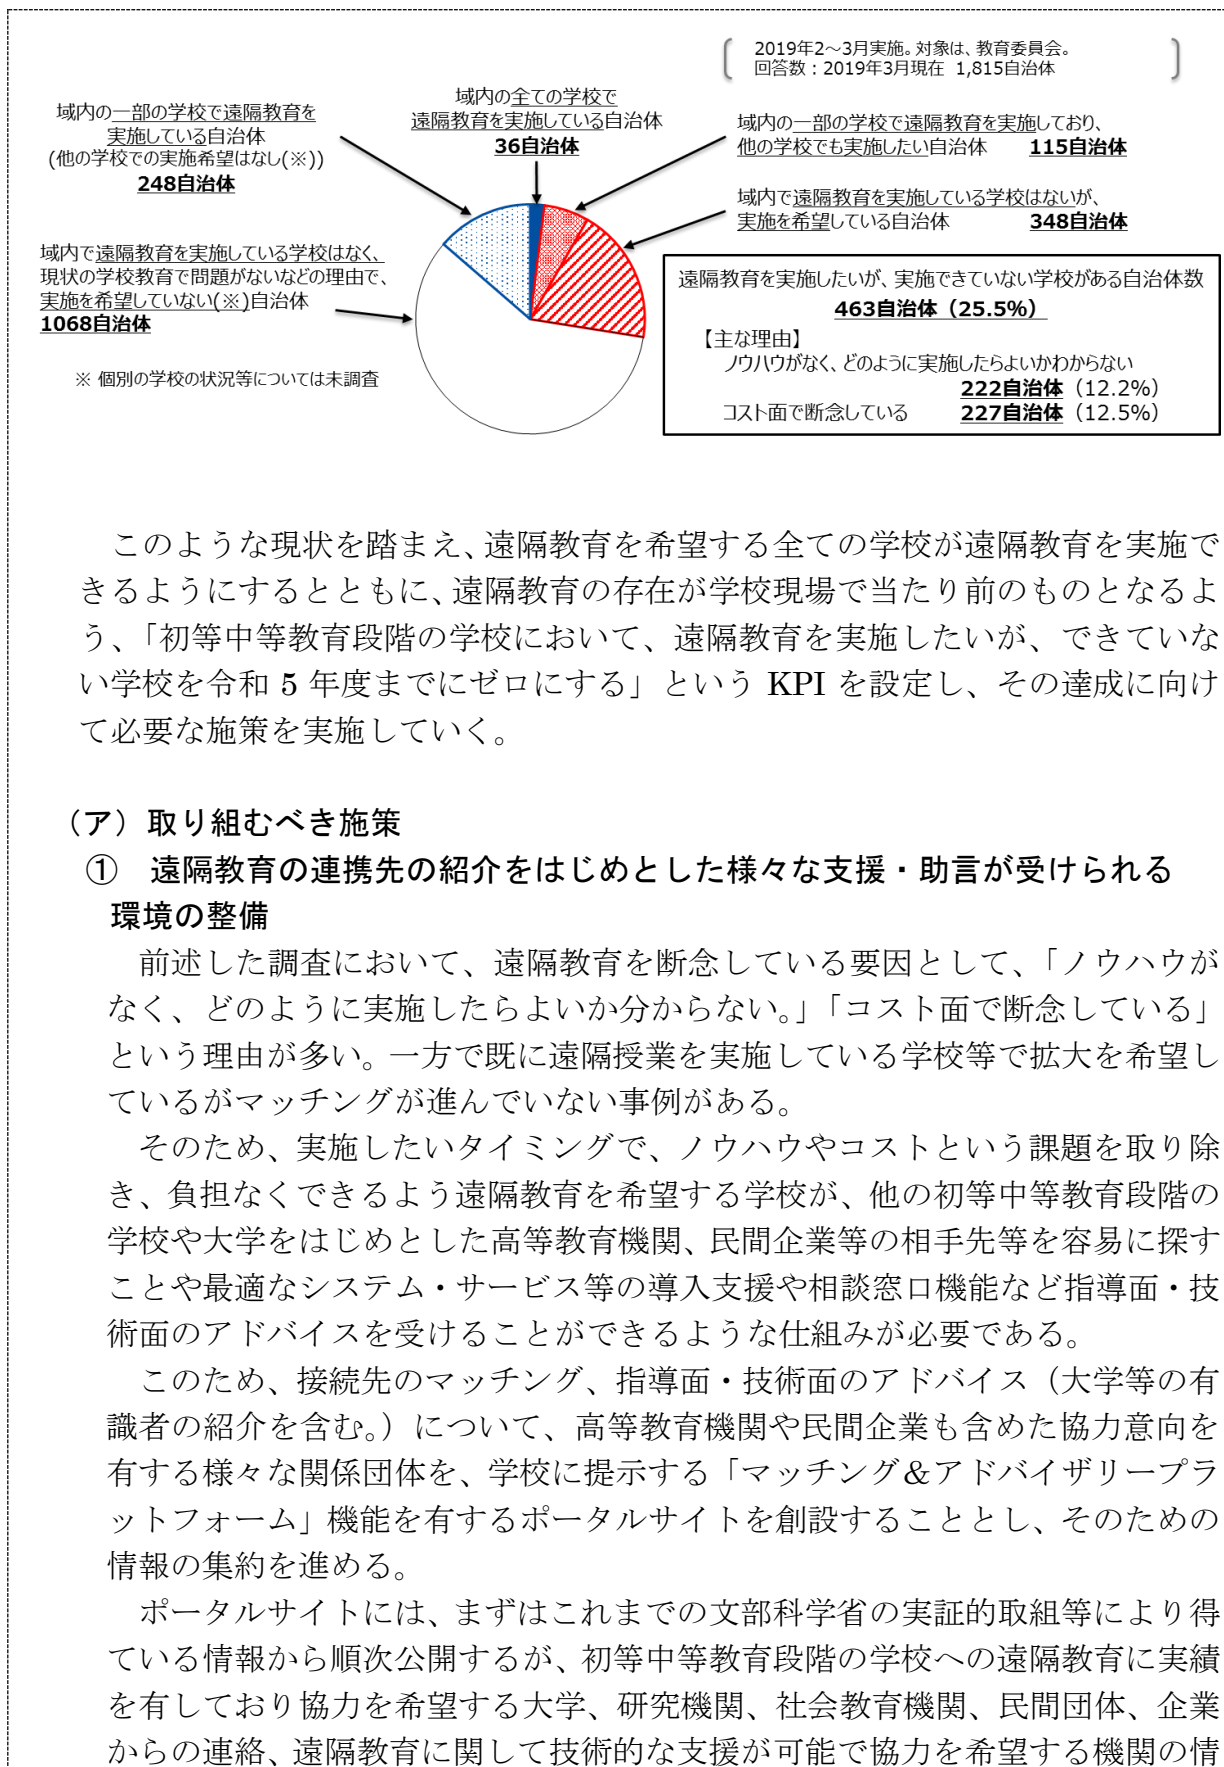 2019年2～3月実施。対象は、教育委員会。
回答数：2019年3月現在 1,815自治体
域内の一部の学校で遠隔教育を
実施している自治体
(他の学校での実施希望はなし(※))
248自治体
域内の全ての学校で
遠隔教育を実施している自治体
36自治体
域内の一部の学校で遠隔教育を実施しており、
他の学校でも実施したい自治体 115自治体
域内で遠隔教育を実施している学校はないが、
実施を希望している自治体 348自治体
域内で遠隔教育を実施している学校はなく、
現状の学校教育で問題がないなどの理由で、
実施を希望していない(※)自治体
1068自治体
※ 個別の学校の状況等については未調査
遠隔教育を実施したいが、実施できていない学校がある自治体数
463自治体（25.5%）
【主な理由】
ノウハウがなく、どのように実施したらよいかわからない
222自治体（12.2%）
コスト面で断念している 227自治体（12.5%）
このような現状を踏まえ、遠隔教育を希望する全ての学校が遠隔教育を実施で
きるようにするとともに、遠隔教育の存在が学校現場で当たり前のものとなるよ
う、「初等中等教育段階の学校において、遠隔教育を実施したいが、できていな
い学校を令和 5 年度までにゼロにする」という KPI を設定し、その達成に向け
て必要な施策を実施していく。
（ア）取り組むべき施策
① 遠隔教育の連携先の紹介をはじめとした様々な支援・助言が受けられる
環境の整備
前述した調査において、遠隔教育を断念している要因として、「ノウハウが
なく、どのように実施したらよいか分からない。」「コスト面で断念している」
という理由が多い。一方で既に遠隔授業を実施している学校等で拡大を希望し
ているがマッチングが進んでいない事例がある。
そのため、実施したいタイミングで、ノウハウやコストという課題を取り除
き、負担なくできるよう遠隔教育を希望する学校が、他の初等中等教育段階の
学校や大学をはじめとした高等教育機関、民間企業等の相手先等を容易に探す
ことや最適なシステム・サービス等の導入支援や相談窓口機能など指導面・技
術面のアドバイスを受けることができるような仕組みが必要である。
このため、接続先のマッチング、指導面・技術面のアドバイス（大学等の有
識者の紹介を含む。）について、高等教育機関や民間企業も含めた協力意向を
有する様々な関係団体を、学校に提示する「マッチング＆アドバイザリープラ
ットフォーム」機能を有するポータルサイトを創設することとし、そのための
情報の集約を進める。
ポータルサイトには、まずはこれまでの文部科学省の実証的取組等により得
ている情報から順次公開するが、初等中等教育段階の学校への遠隔教育に実績
を有しており協力を希望する大学、研究機関、社会教育機関、民間団体、企業
からの連絡、遠隔教育に関して技術的な支援が可能で協力を希望する機関の情